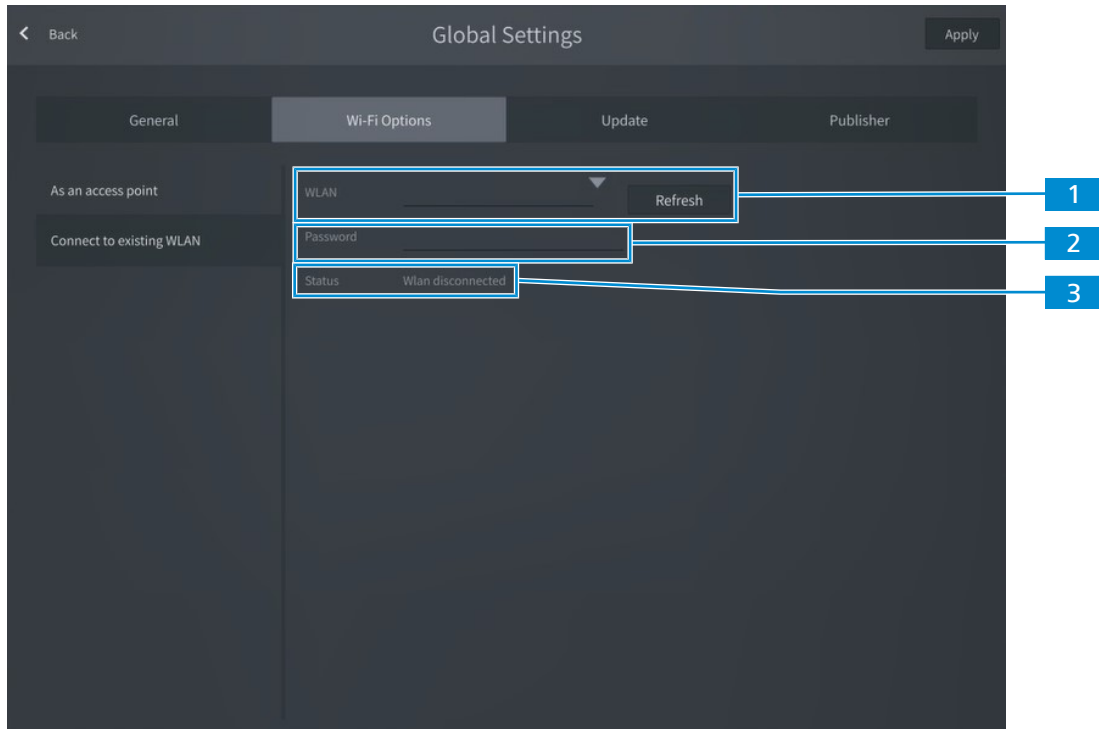 Back
Global Settings
Apply
General
Wi-Fi Options
Update
Publisher
As an access point
WLAN
Refresh
1
Connect to existing WLAN
Password
2
Status
Wlan disconnected
3